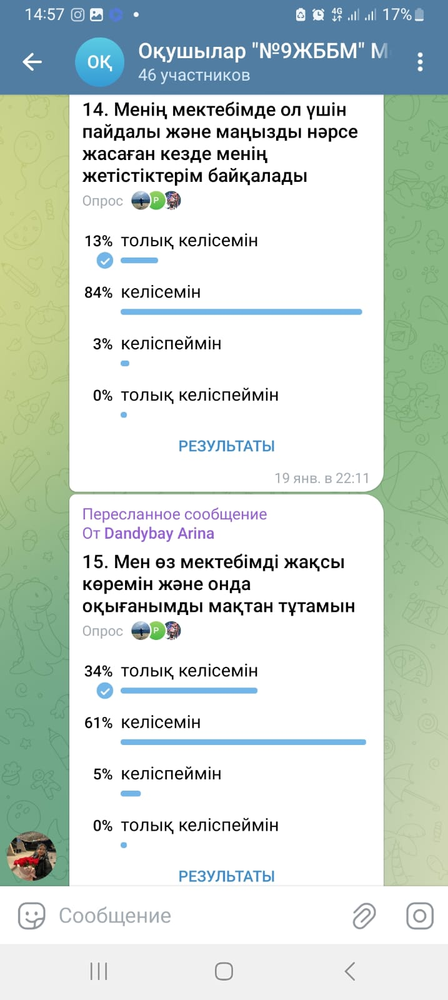 14:57 4G 17%
ОҚ
Оқушылар "№9ЖББМ" М
46 участников
14. Менің мектебімде ол үшін
пайдалы және маңызды нәрсе
жасаған кезде менің
жетістіктерім байқалады
Опрос P
13% толық келісемін
84% келісемін
3% келіспеймін
0% толық келіспеймін
РЕЗУЛЬТАТЫ
19 янв. в 22:11
Пересланное сообщение
От Dandybay Arina
15. Мен өз мектебімді жақсы
көремін және онда
оқығанымды мақтан тұтамын
Опрос P
34% толық келісемін
61% келісемін
5% келіспеймін
0% толық келіспеймін
РЕЗУЛЬТАТЫ
Сообщение